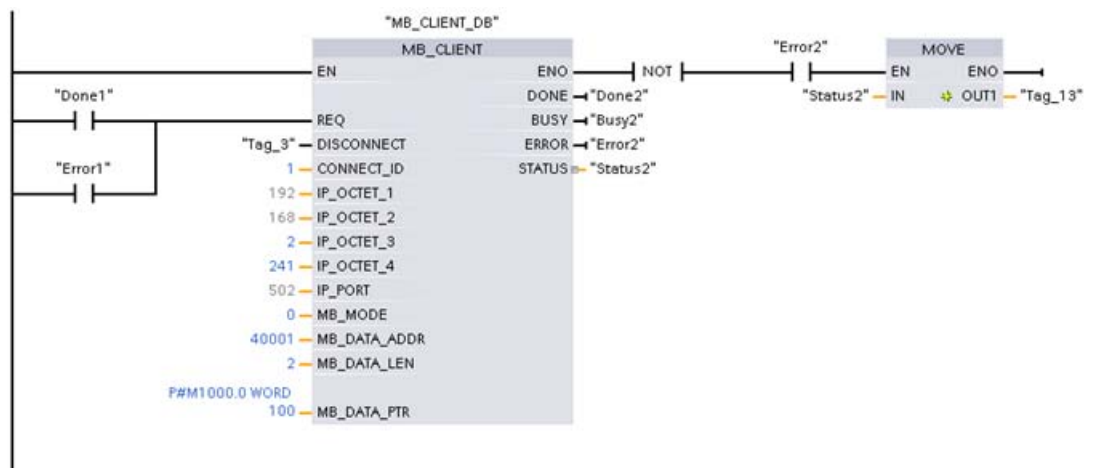 "MB_CLIENT_DB"
MB_CLIENT
"Error2"
MOVE
EN ENO NOT EN ENO
"Done1" DONE "Done2" "Status2" IN OUT1 "Tag_13"
REQ BUSY "Busy2"
"Tag_3" DISCONNECT ERROR "Error2"
"Error1" 1 CONNECT_ID STATUS "Status2"
192 IP_OCTET_1
168 IP_OCTET_2
2 IP_OCTET_3
241 IP_OCTET_4
502 IP_PORT
0 MB_MODE
40001 MB_DATA_ADDR
2 MB_DATA_LEN
P#M1000.0 WORD
100 MB_DATA_PTR